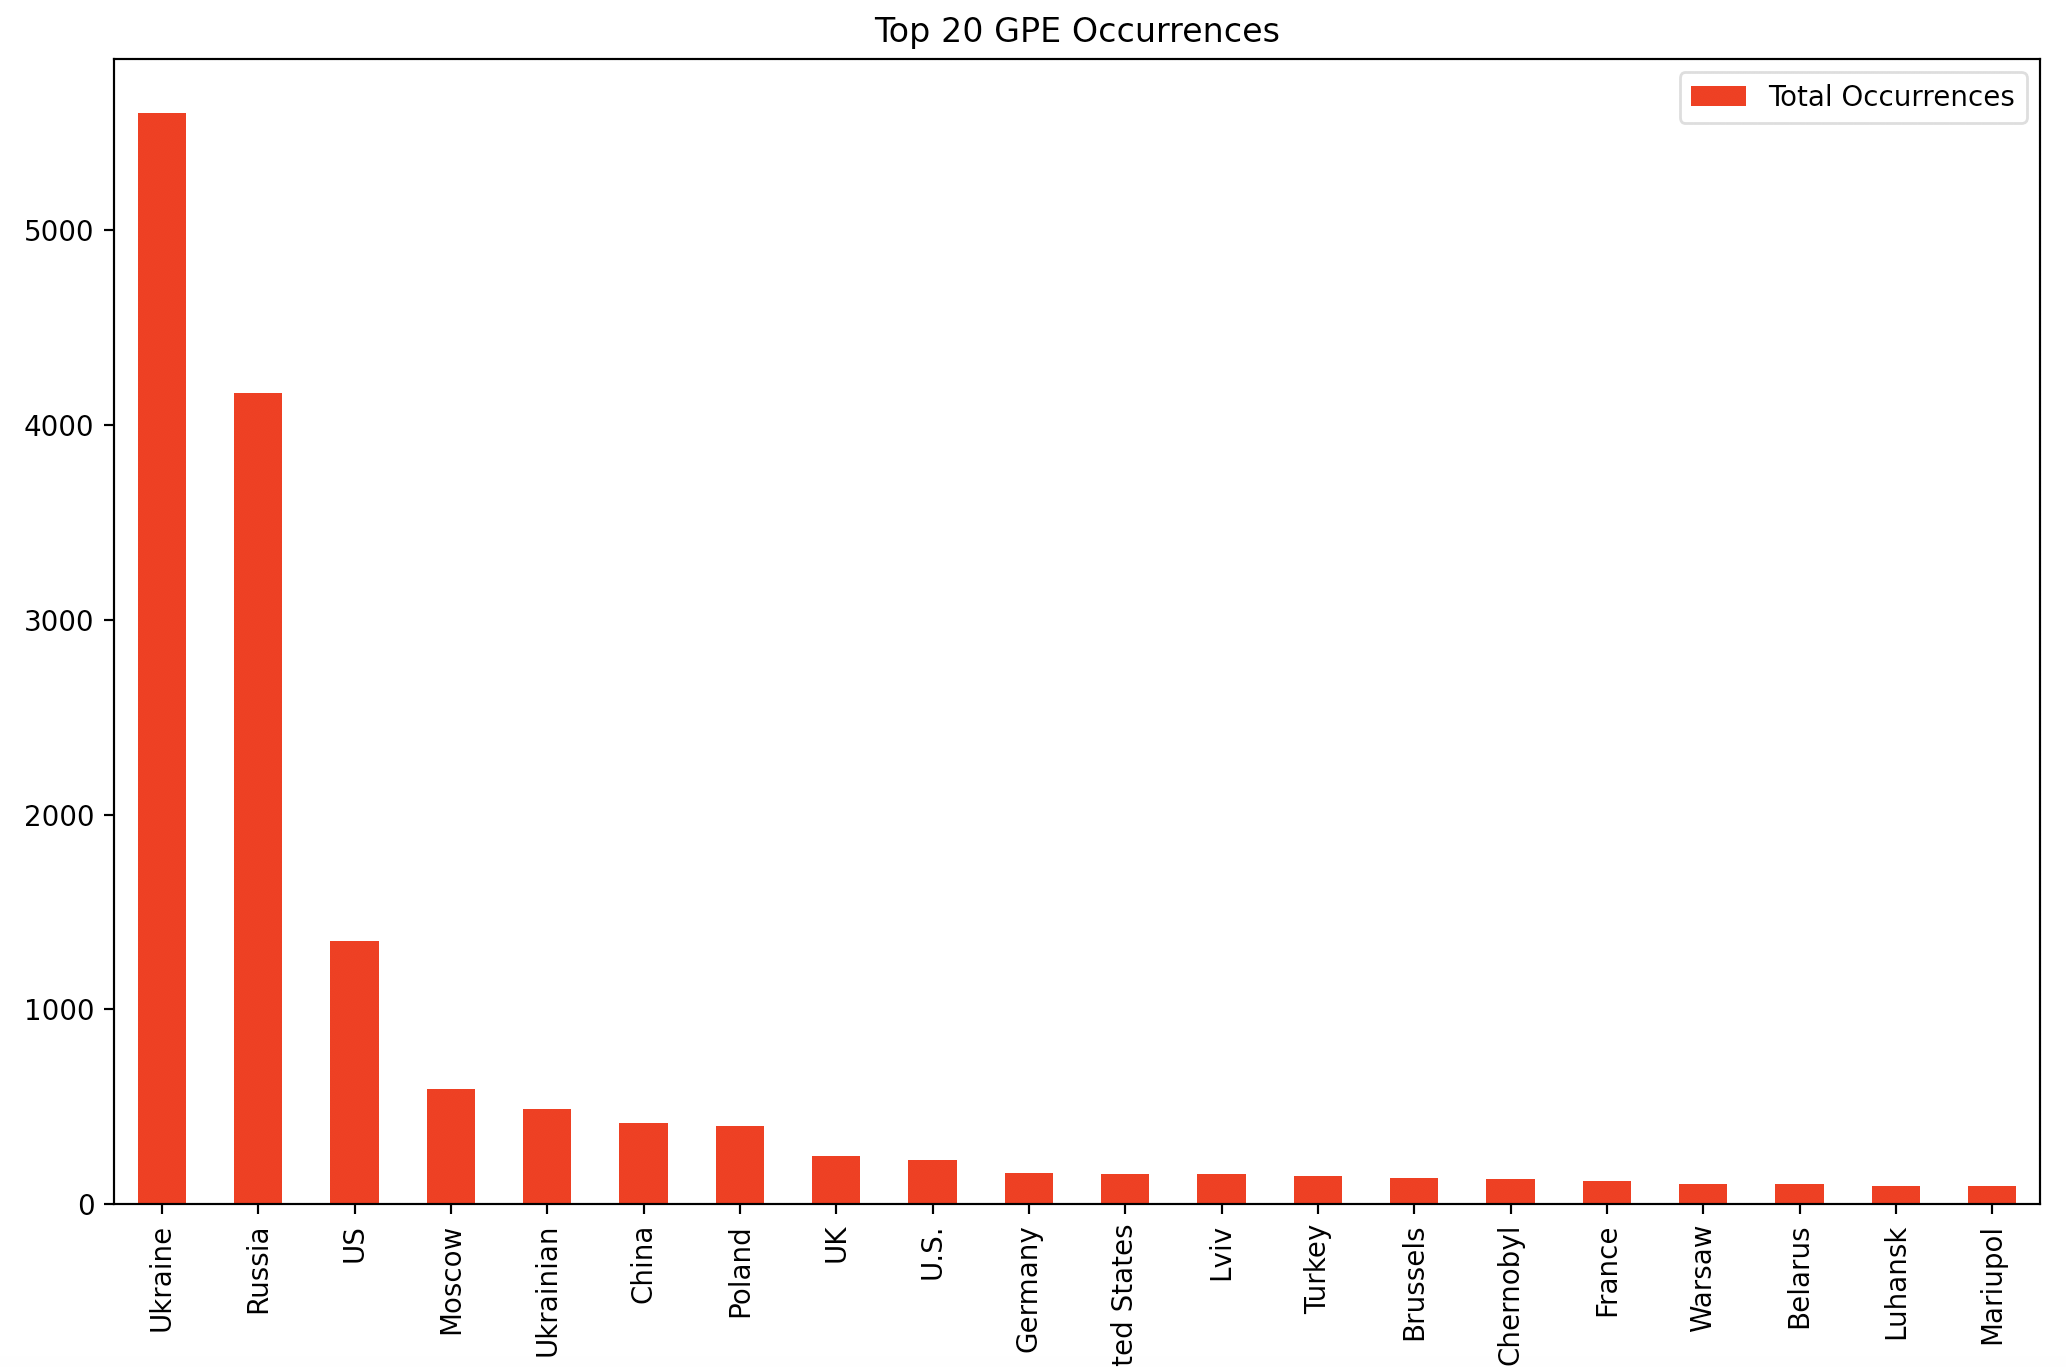 Top 20 GPE Occurrences
Total Occurrences
5000
4000
3000
2000
1000
0
Ukraine
Russia
US
Moscow
Ukrainian
China
Poland
UK
U.S.
Germany
ted States
Lviv
Turkey
Brussels
Chernobyl
France
Warsaw
Belarus
Luhansk
Mariupol